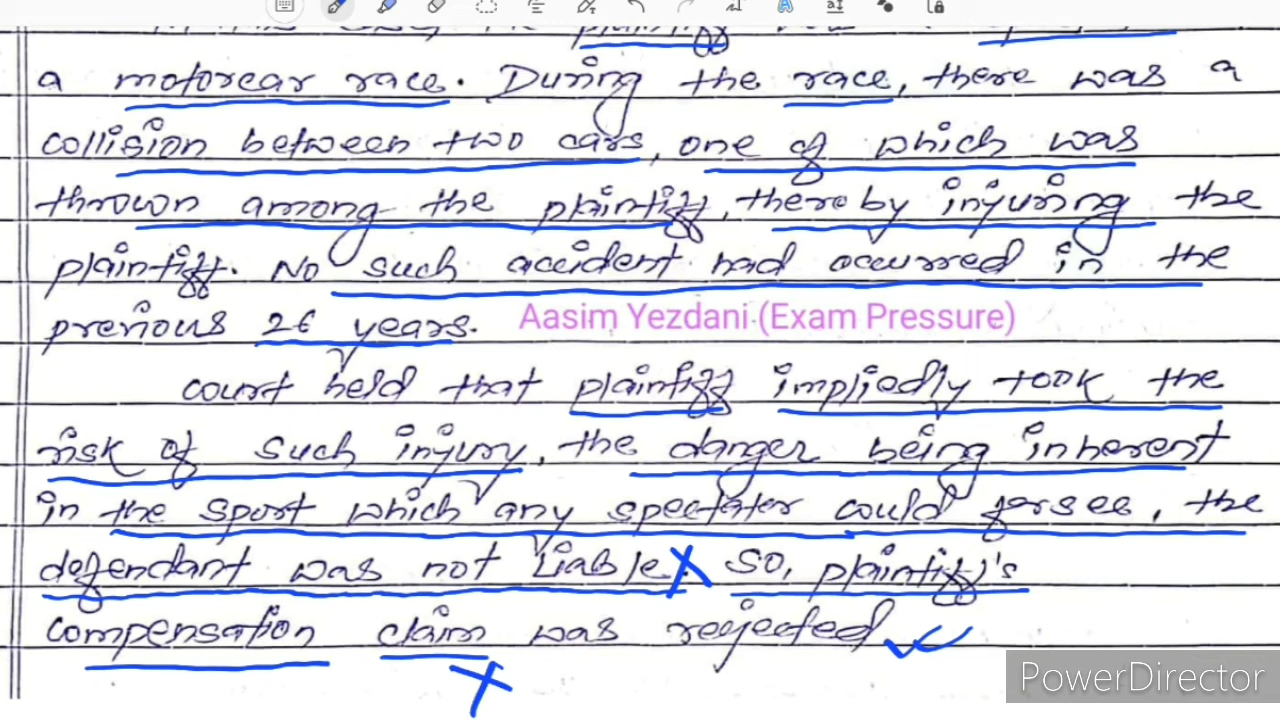 plaintiff
a motorcar race. During the race, there was a
collision between two cars, one of which was
thrown among the plaintiff, thereby injuring the
plaintiff. No such accident had occurred in the
previous 26 years.
Aasim Yezdani (Exam Pressure)
court held that plaintiff impliedly took the
risk of such injury, the danger being inherent
in the sport which any spectater could forsee, the
defendant was not Liable. SO, plaintiff's
compensation claim was rejected
PowerDirector